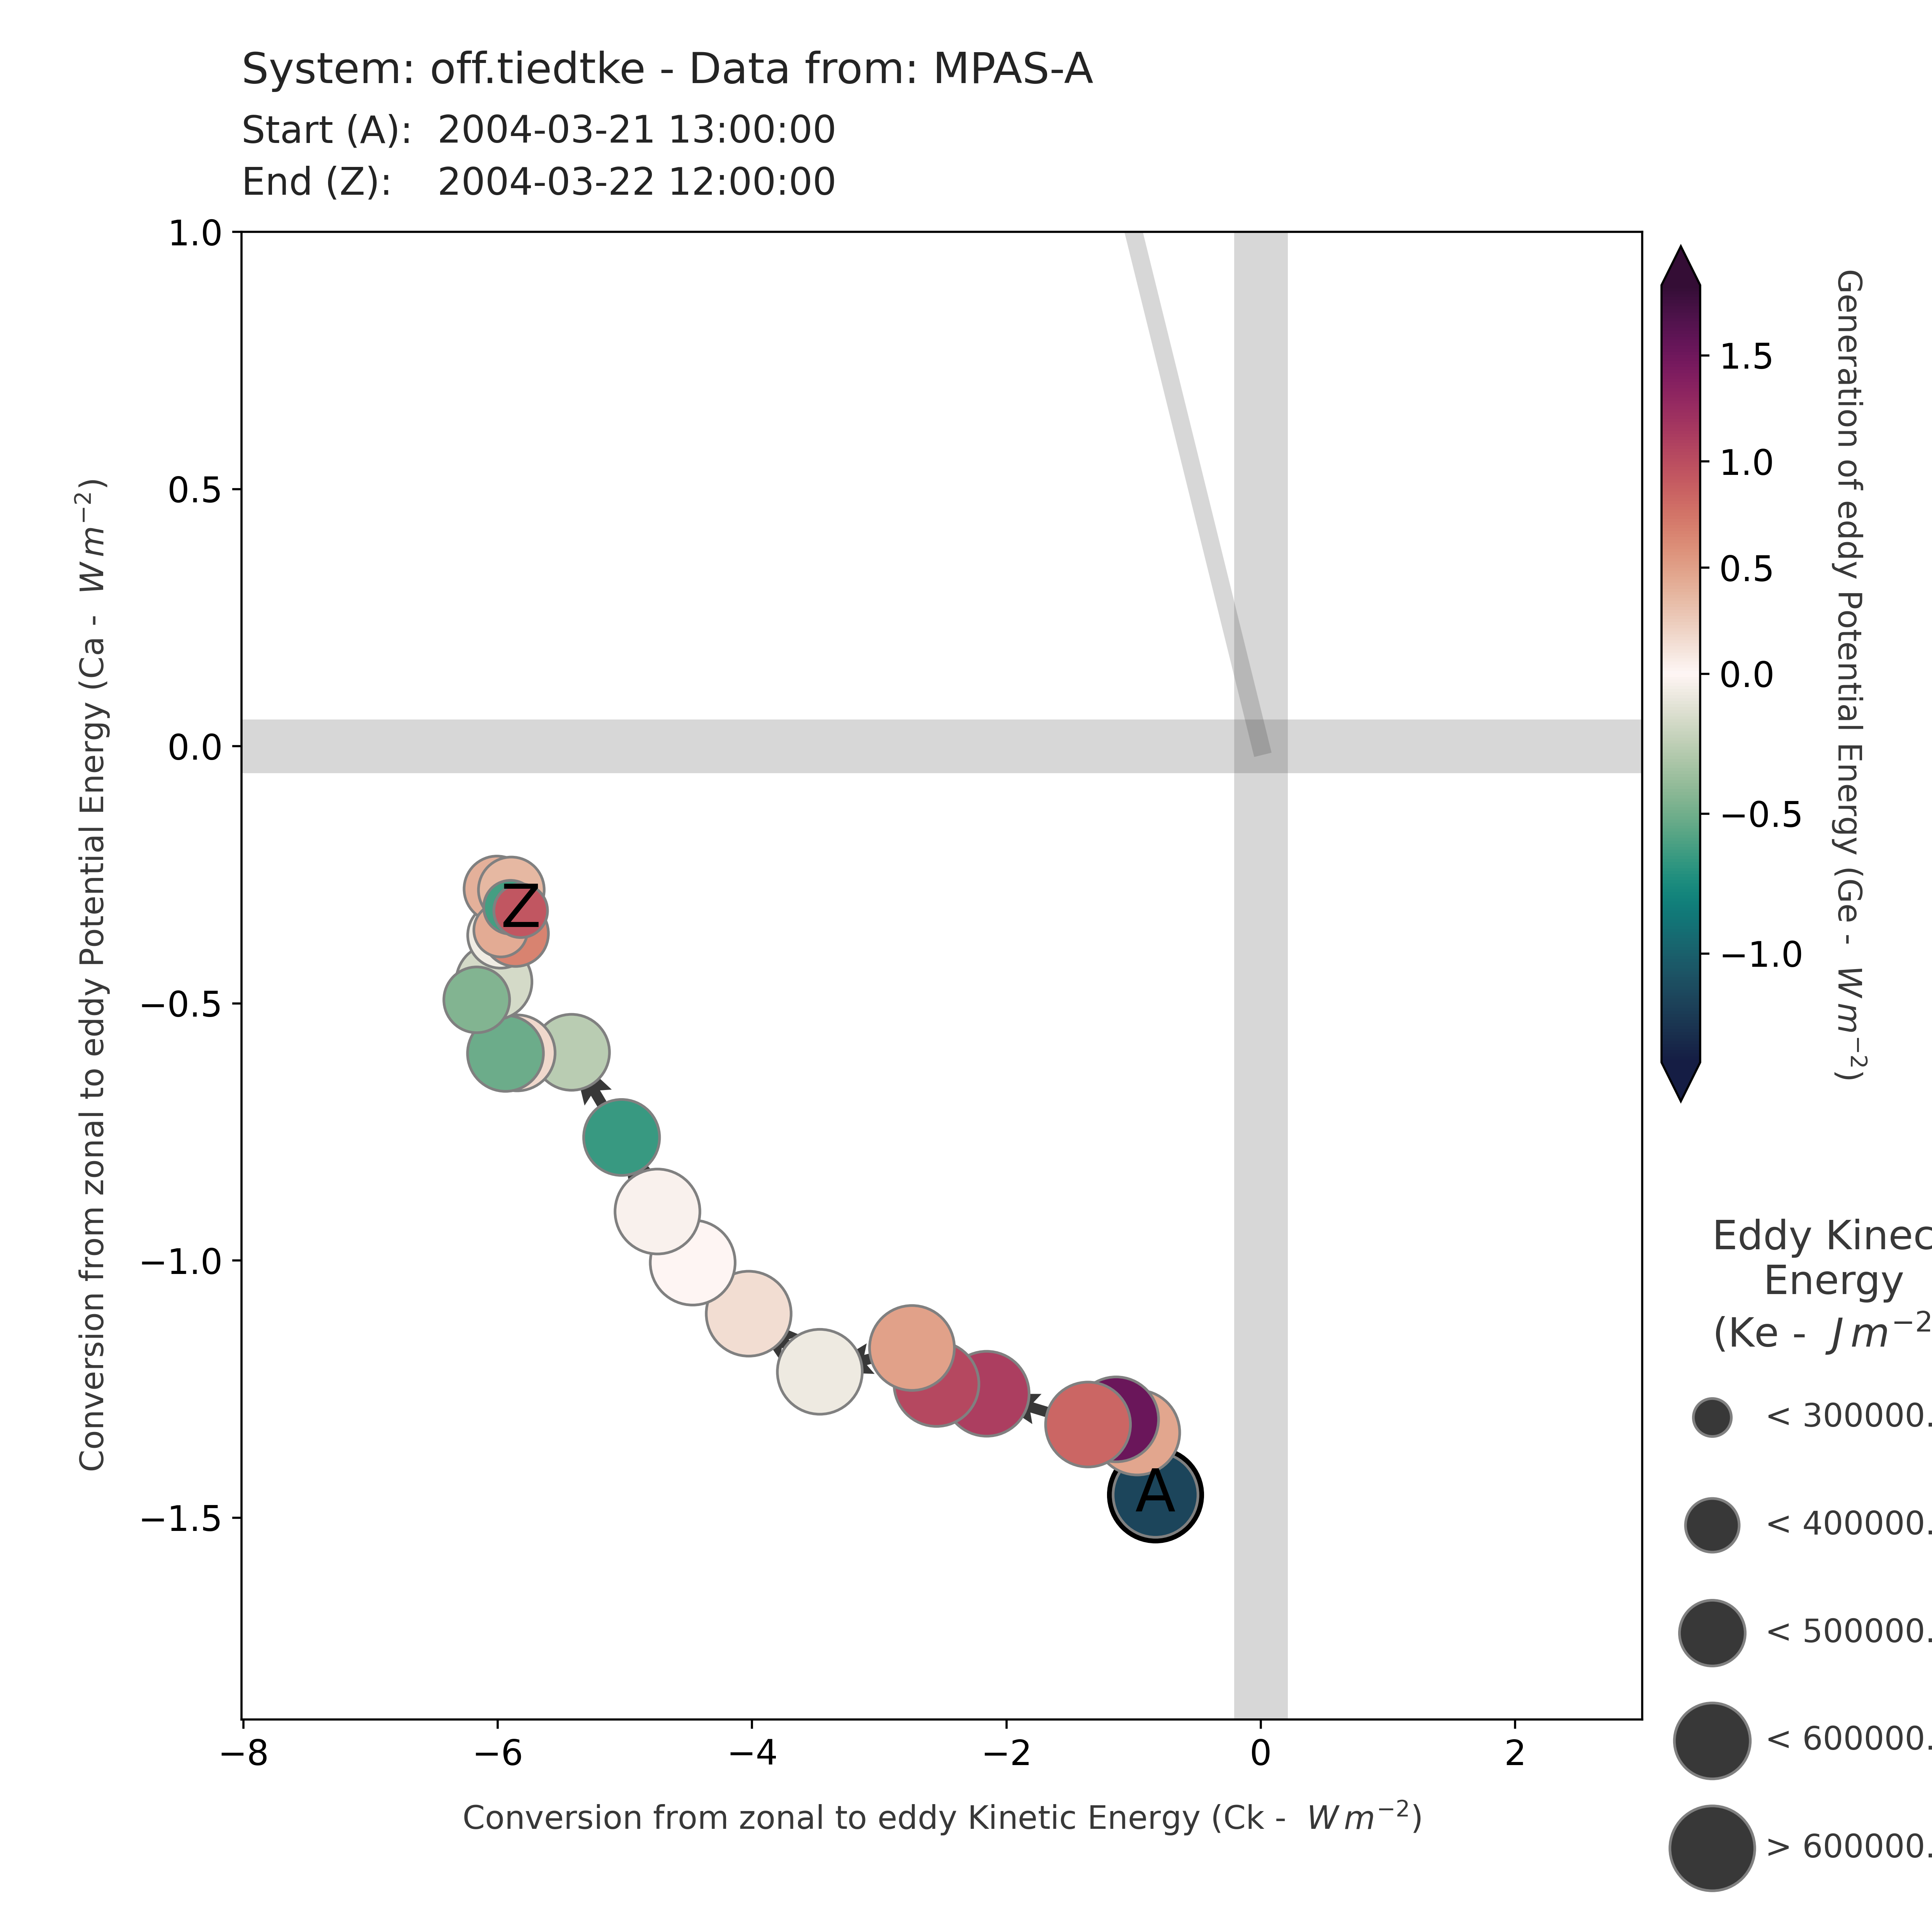 System: off.tiedtke - Data from: MPAS-A
Start (A): 2004-03-21 13:00:00
End (Z): 2004-03-22 12:00:00
Conversion from zonal to eddy Potential Energy (Ca - W m⁻²)
1.0
0.5
0.0
−0.5
−1.0
−1.5
Z
A
−8
−6
−4
−2
0
2
Conversion from zonal to eddy Kinetic Energy (Ck - W m⁻²)
1.5
1.0
0.5
0.0
−0.5
−1.0
Generation of eddy Potential Energy (Ge - W m⁻²)
Eddy Kinec
Energy
(Ke - J m⁻²
< 300000.
< 400000.
< 500000.
< 600000.
> 600000.